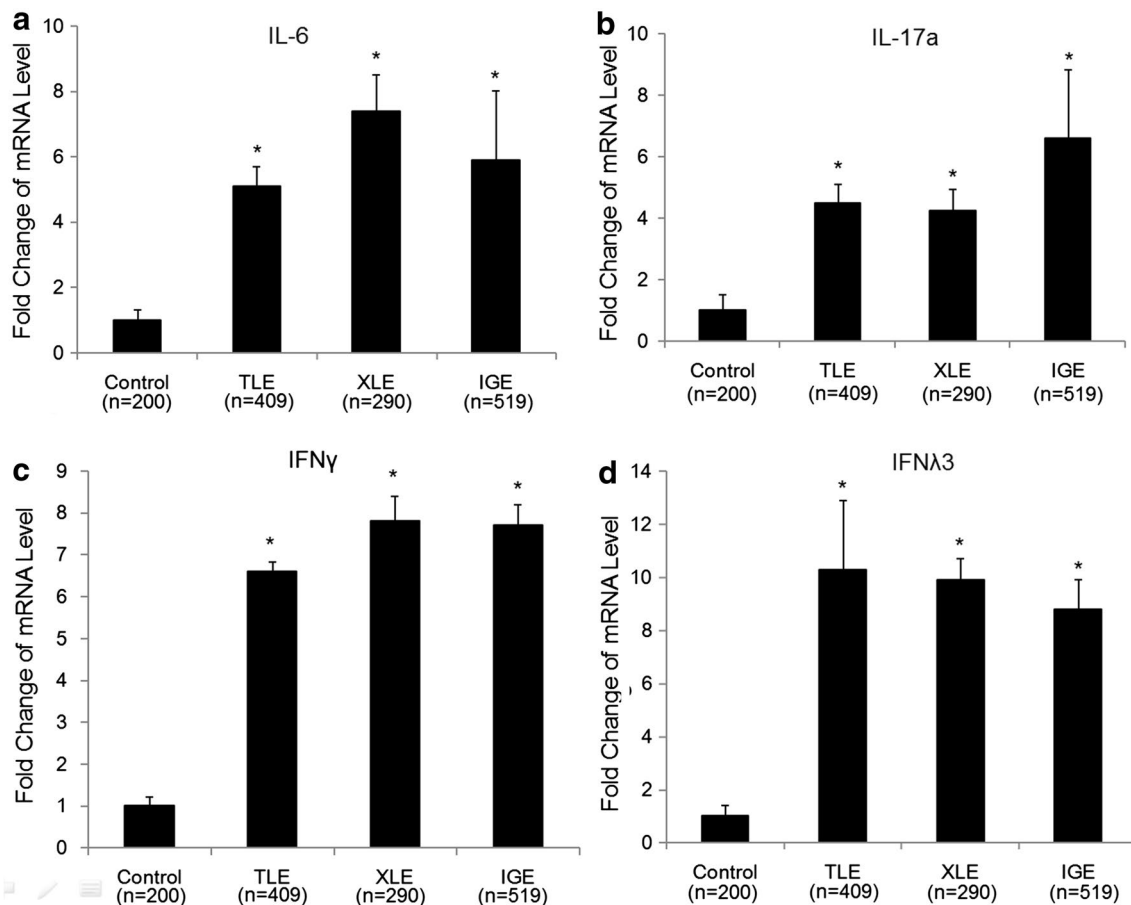 a
IL-6
Fold Change of mRNA Level
10
8
6
4
2
0
*
*
*
Control TLE XLE IGE
(n=200) (n=409) (n=290) (n=519)
b
IL-17a
Fold Change of mRNA Level
10
8
6
4
2
0
*
*
*
Control TLE XLE IGE
(n=200) (n=409) (n=290) (n=519)
c
IFNγ
Fold Change of mRNA Level
9
8
7
6
5
4
3
2
1
0
*
*
*
Control TLE XLE IGE
(n=200) (n=409) (n=290) (n=519)
d
IFNλ3
Fold Change of mRNA Level
14
12
10
8
6
4
2
0
*
*
*
Control TLE XLE IGE
(n=200) (n=409) (n=290) (n=519)